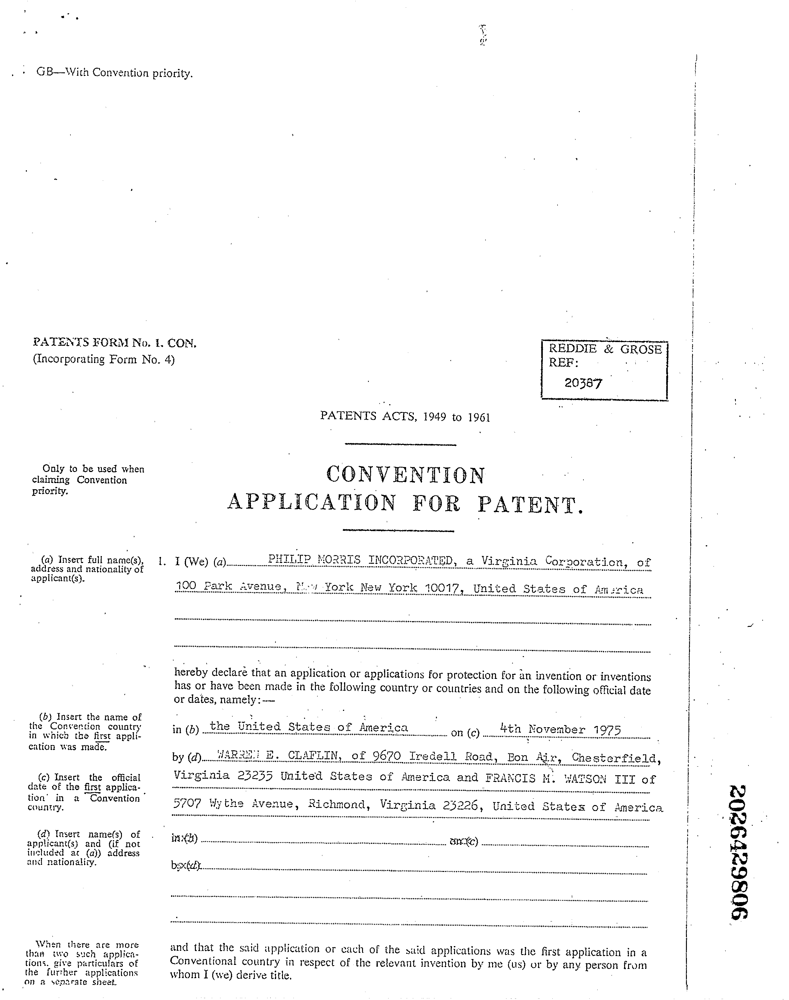 GB—With Convention priority.
PATENTS FORM No. 1. CON.
(Incorporating Form No. 4)
REDDIE & GROSE
REF:
20387
PATENTS ACTS, 1949 to 1961
Only to be used when
claiming Convention
priority.
CONVENTION
APPLICATION FOR PATENT.
(a) Insert full name(s),
address and nationality of
applicant(s).
1. I (We) (a) PHILIP MORRIS INCORPORATED, a Virginia Corporation, of
100 Park Avenue, New York New York 10017, United States of America
hereby declare that an application or applications for protection for an invention or inventions
has or have been made in the following country or countries and on the following official date
or dates, namely:—
(b) Insert the name of
the Convention country
in which the first appli-
cation was made.
in (b) the United States of America on (c) 4th November 1975
by (d) WARREN E. CLAFLIN, of 9670 Iredell Road, Bon Air, Chesterfield,
Virginia 23235 United States of America and FRANCIS M. WATSON III of
5707 Wythe Avenue, Richmond, Virginia 23226, United States of America
(c) Insert the official
date of the first applica-
tion in a Convention
country.
(d) Insert name(s) of
applicant(s) and (if not
included at (a)) address
and nationality.
in (b) on (c)
by (d)
When there are more
than two such applica-
tions, give particulars of
the further applications
on a separate sheet.
and that the said application or each of the said applications was the first application in a
Conventional country in respect of the relevant invention by me (us) or by any person from
whom I (we) derive title.
2026429806